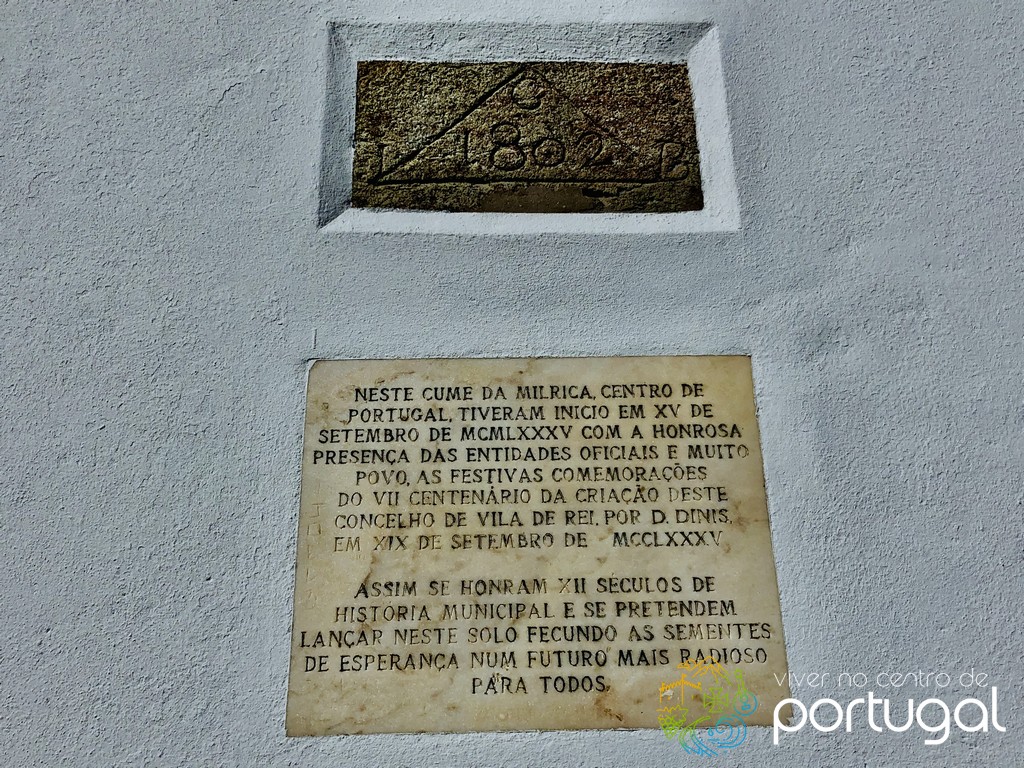 C
J 1802 B
NESTE CUME DA MILRICA, CENTRO DE
PORTUGAL, TIVERAM INICIO EM XV DE
SETEMBRO DE MCMLXXXV COM A HONROSA
PRESENÇA DAS ENTIDADES OFICIAIS E MUITO
POVO, AS FESTIVAS COMEMORAÇÕES
DO VII CENTENÁRIO DA CRIAÇÃO DESTE
CONCELHO DE VILA DE REI, POR D. DINIS,
EM XIX DE SETEMBRO DE MCCLXXXV
ASSIM SE HONRAM XII SÉCULOS DE
HISTÓRIA MUNICIPAL E SE PRETENDEM
LANÇAR NESTE SOLO FECUNDO AS SEMENTES
DE ESPERANÇA NUM FUTURO MAIS RADIOSO
PARA TODOS.
viver no centro de
portugal